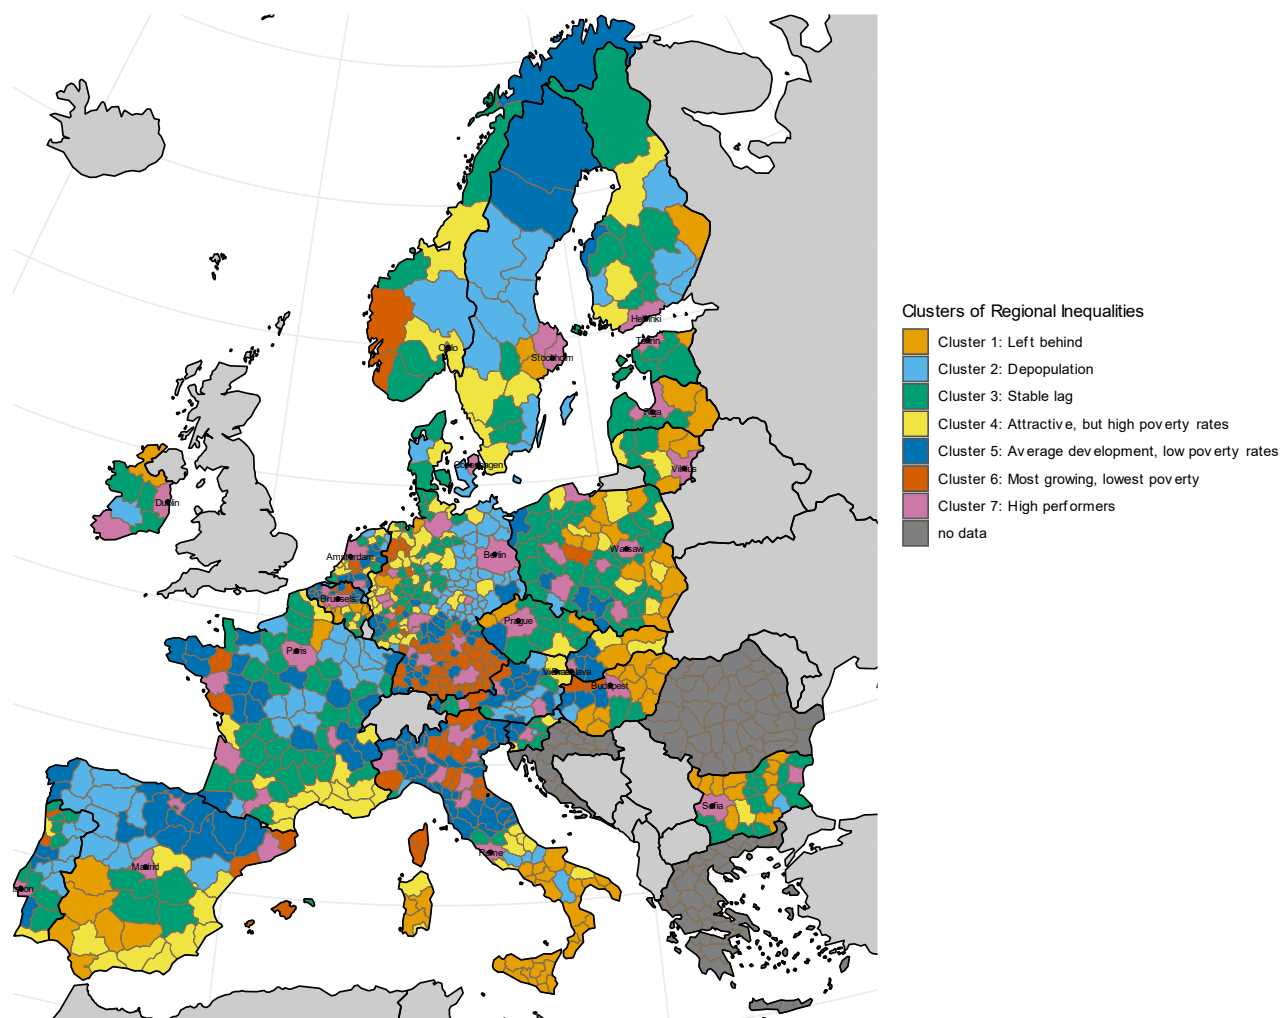 Clusters of Regional Inequalities
Cluster 1: Left behind
Cluster 2: Depopulation
Cluster 3: Stable lag
Cluster 4: Attractive, but high poverty rates
Cluster 5: Average development, low poverty rates
Cluster 6: Most growing, lowest poverty
Cluster 7: High performers
no data
Helsinki
Tallinn
Oslo
Stockholm
Riga
Copenhagen
Vilnius
Dublin
Amsterdam
Berlin
Warsaw
Brussels
Prague
Paris
Budapest
Sofia
Rome
Madrid